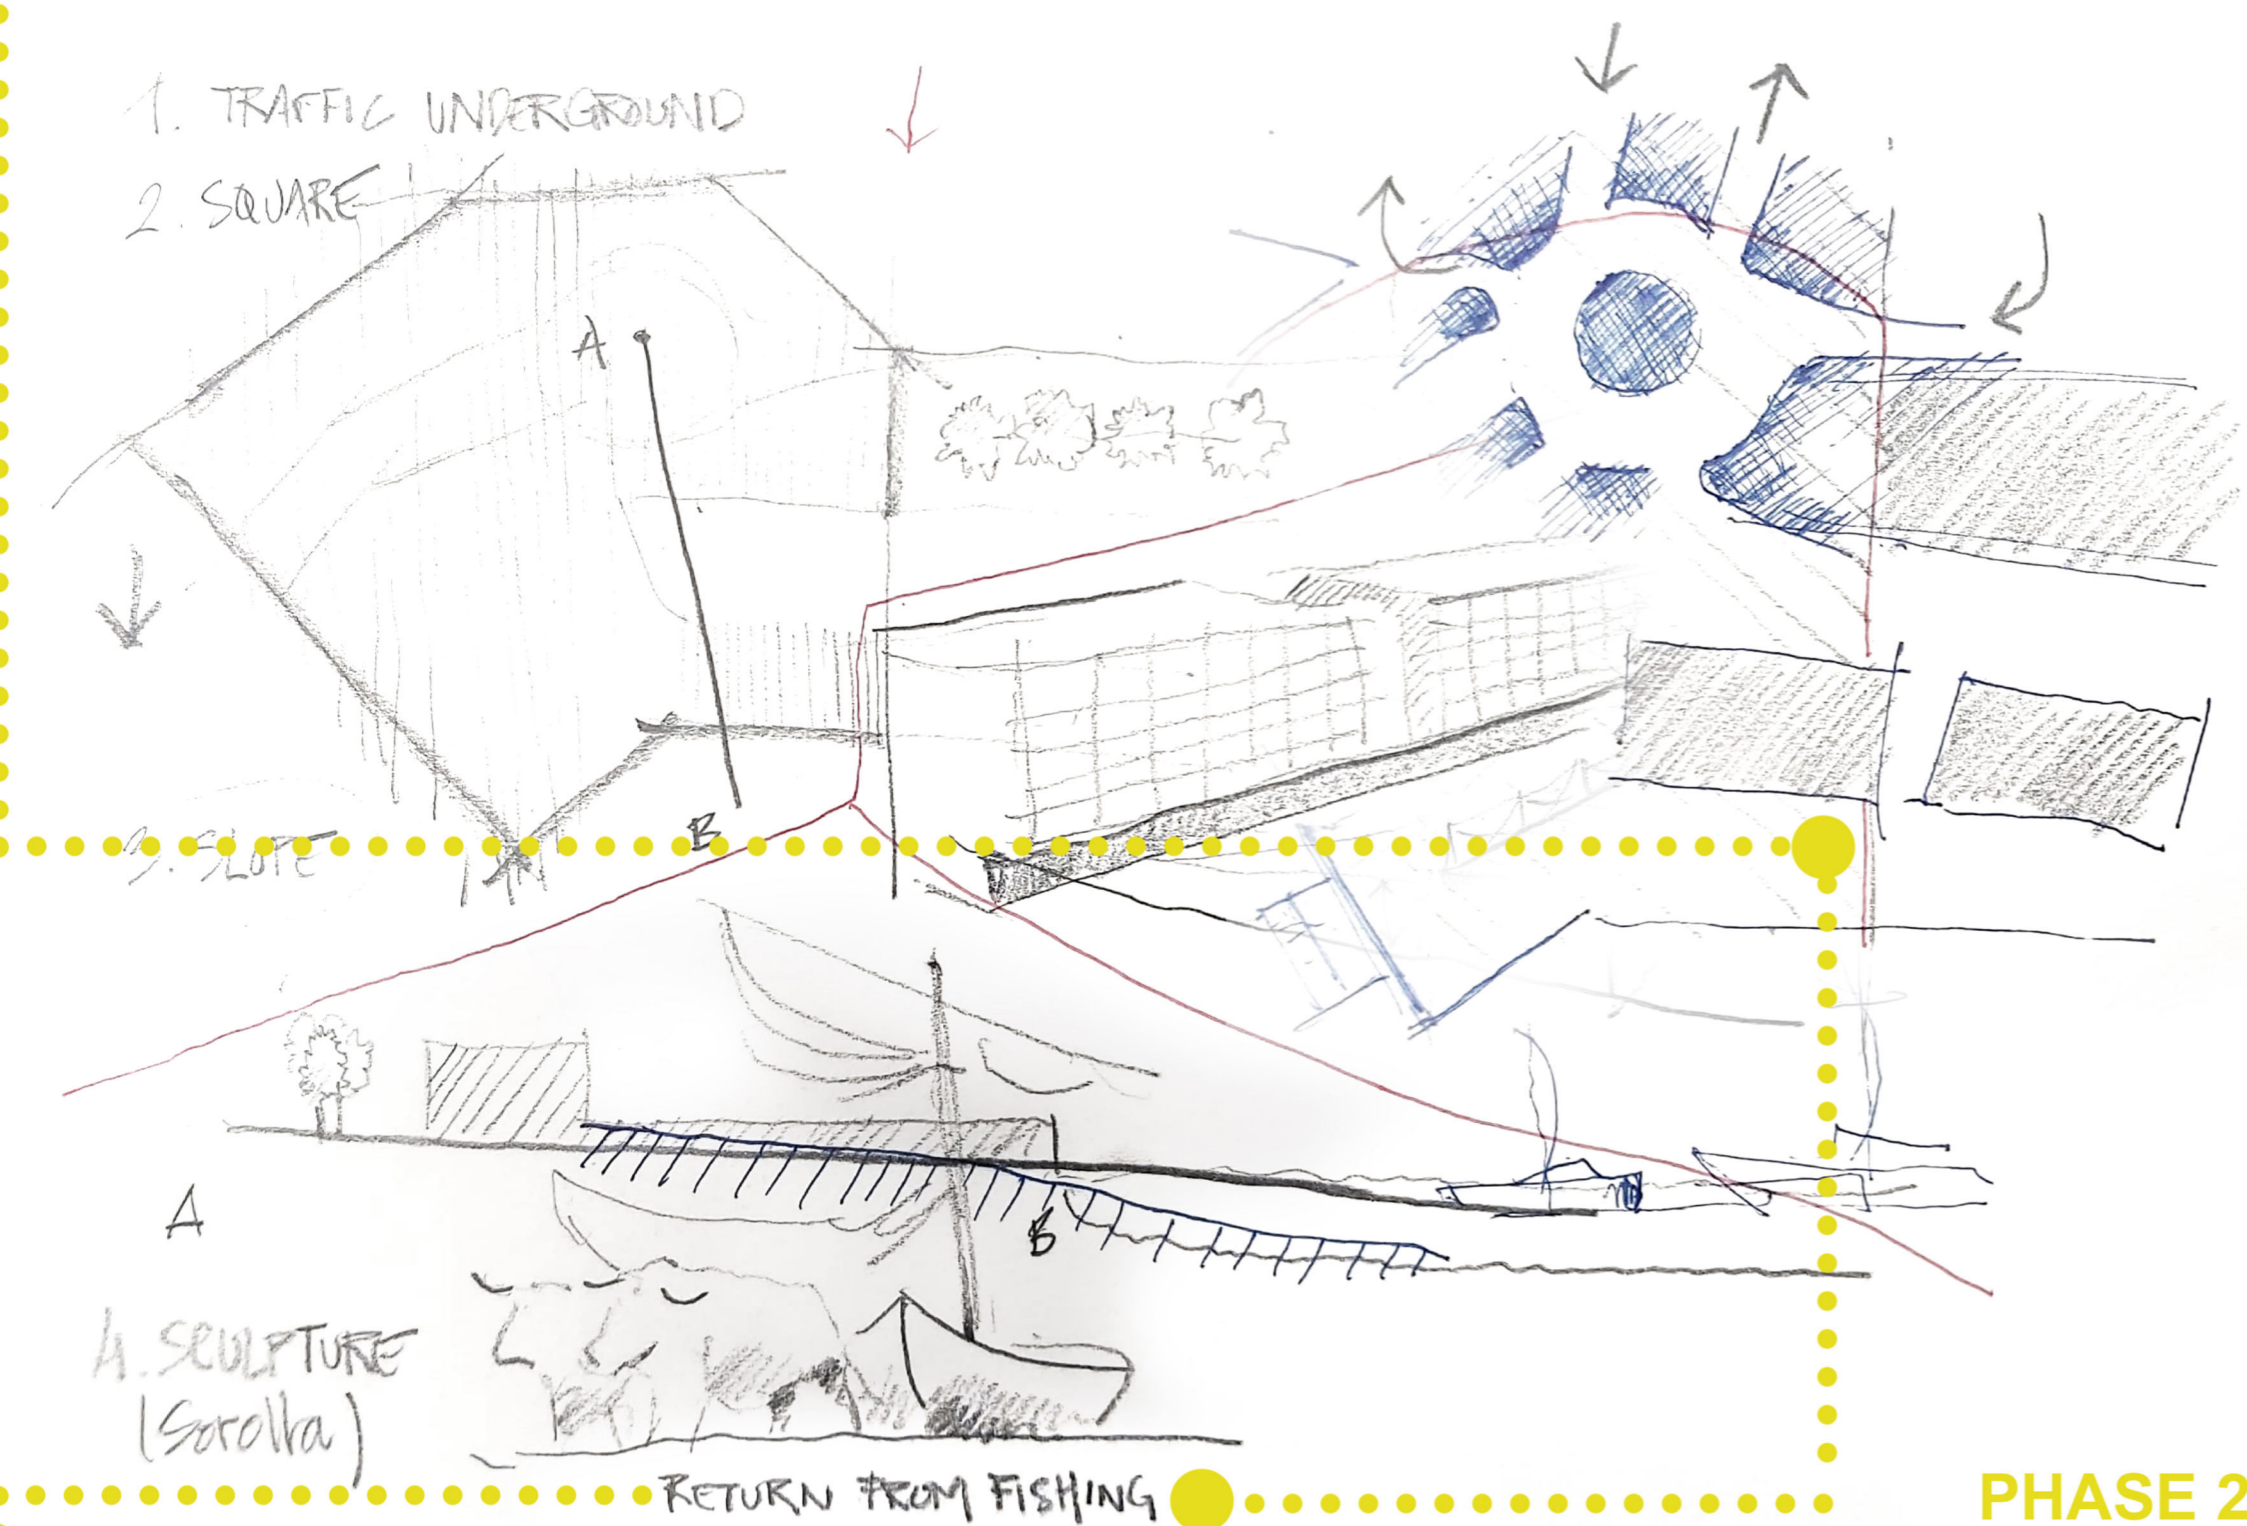 1. TRAFFIC UNDERGROUND
2. SQUARE
A
B
3. SLOPE
A
B
4. SCULPTURE
(Sorolla)
RETURN FROM FISHING
PHASE 2